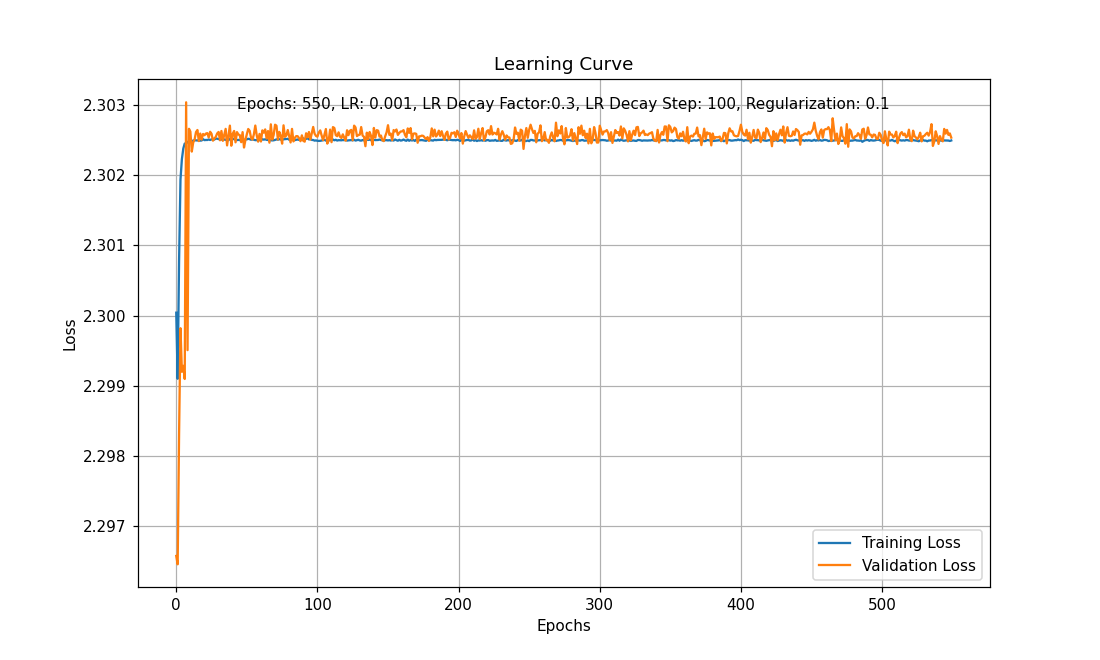 Learning Curve
Epochs: 550, LR: 0.001, LR Decay Factor:0.3, LR Decay Step: 100, Regularization: 0.1
2.303
2.302
2.301
2.300
2.299
2.298
2.297
Loss
Training Loss
Validation Loss
0 100 200 300 400 500
Epochs